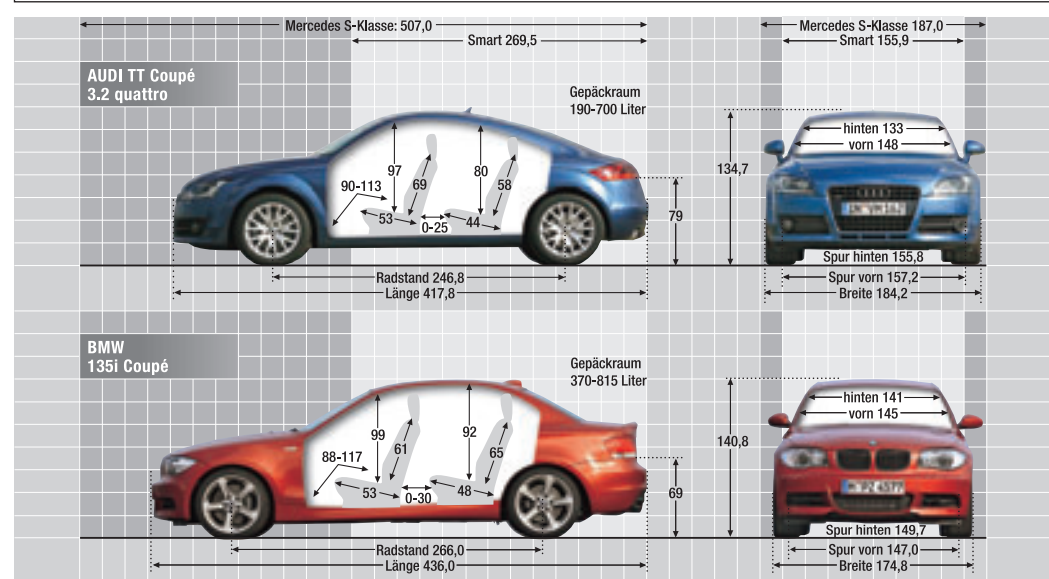 Mercedes S-Klasse: 507,0
Smart 269,5
Mercedes S-Klasse 187,0
Smart 155,9
AUDI TT Coupé
3.2 quattro
Gepäckraum
190-700 Liter
97
69
80
58
90-113
53
0-25
44
79
Radstand 246,8
Länge 417,8
134,7
hinten 133
vorn 148
Spur hinten 155,8
Spur vorn 157,2
Breite 184,2
BMW
135i Coupé
Gepäckraum
370-815 Liter
99
61
92
65
88-117
53
0-30
48
69
Radstand 266,0
Länge 436,0
140,8
hinten 141
vorn 145
Spur hinten 149,7
Spur vorn 147,0
Breite 174,8